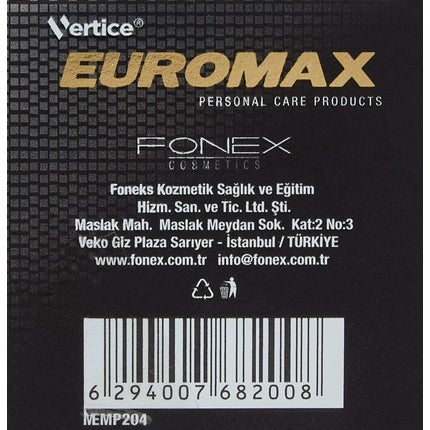 Vertice®
EUROMAX
PERSONAL CARE PRODUCTS
FONEX
COSMETICS
Foneks Kozmetik Sağlık ve Eğitim
Hizm. San. ve Tic. Ltd. Şti.
Maslak Mah. Maslak Meydan Sok. Kat:2 No:3
Veko Giz Plaza Sarıyer - İstanbul / TÜRKİYE
www.fonex.com.tr info@fonex.com.tr
6 294007 682008
MEMP204